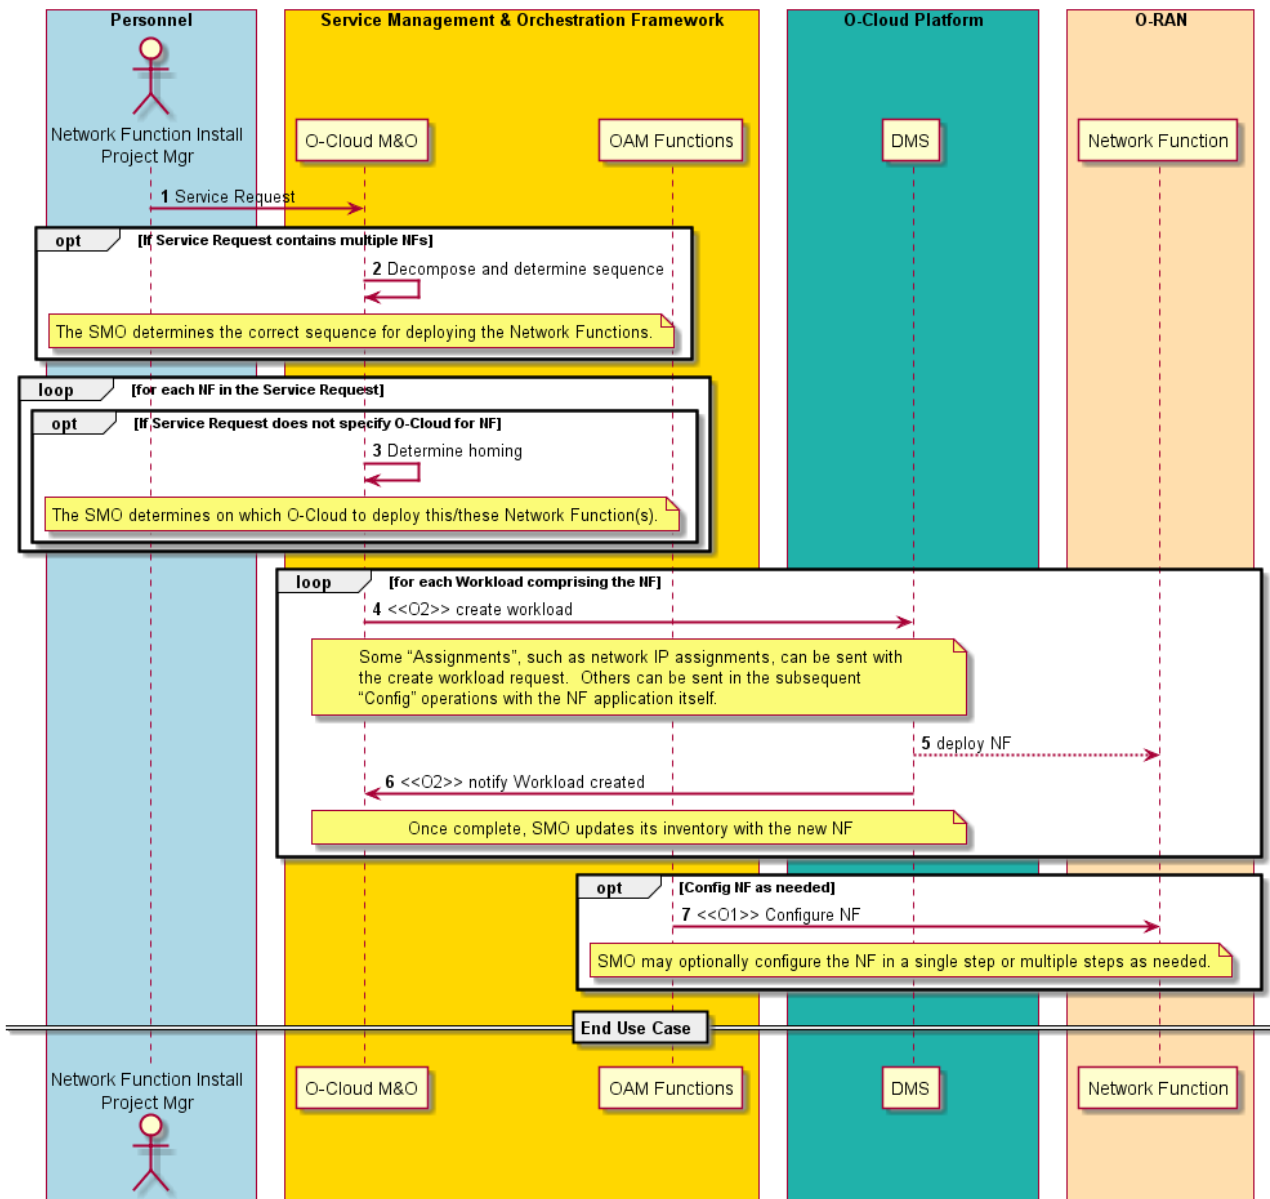 Personnel
Service Management & Orchestration Framework
O-Cloud Platform
O-RAN
Network Function Install
Project Mgr
O-Cloud M&O
OAM Functions
DMS
Network Function
1 Service Request
opt
[If Service Request contains multiple NFs]
2 Decompose and determine sequence
The SMO determines the correct sequence for deploying the Network Functions.
loop
[for each NF in the Service Request]
opt
[If Service Request does not specify O-Cloud for NF]
3 Determine homing
The SMO determines on which O-Cloud to deploy this/these Network Function(s).
loop
[for each Workload comprising the NF]
4 <<O2>> create workload
Some “Assignments”, such as network IP assignments, can be sent with
the create workload request.  Others can be sent in the subsequent
“Config” operations with the NF application itself.
5 deploy NF
6 <<O2>> notify Workload created
Once complete, SMO updates its inventory with the new NF
opt
[Config NF as needed]
7 <<O1>> Configure NF
SMO may optionally configure the NF in a single step or multiple steps as needed.
End Use Case
Network Function Install
Project Mgr
O-Cloud M&O
OAM Functions
DMS
Network Function